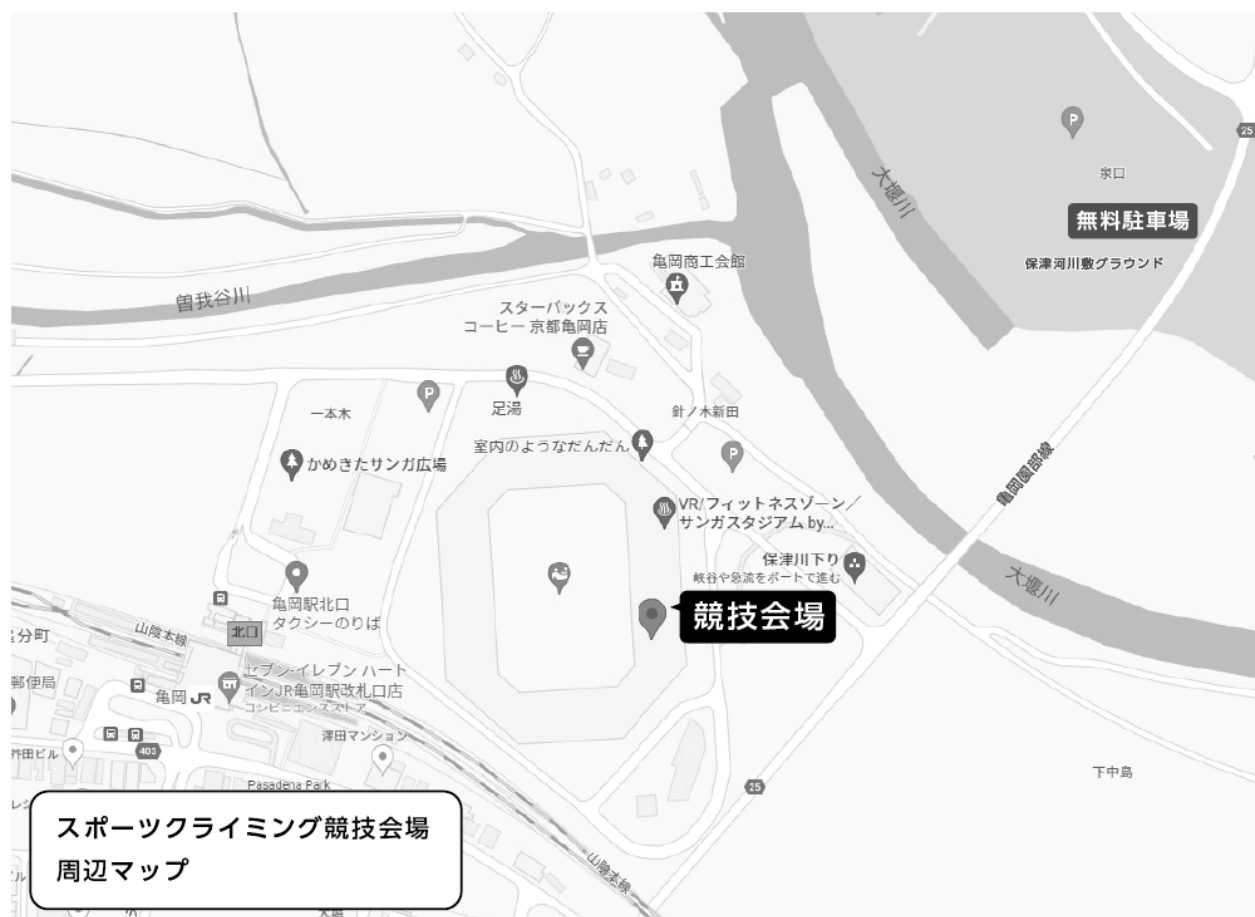 P
25
泉口
大堰川
無料駐車場
保津河川敷グラウンド
亀岡商工会館
曽我谷川
スターバックス
コーヒー 京都亀岡店
足湯
P
一本木
針ノ木新田
室内のようなだんだん
P
かめきたサンガ広場
亀岡園部線
VR/フィットネスゾーン／
サンガスタジアム by...
保津川下り
峡谷や急流をボートで進む
大堰川
亀岡駅北口
タクシーのりば
競技会場
山陰本線
北口
分町
郵便局
セブン-イレブン ハート
インJR亀岡駅改札口店
コンビニエンスストア
亀岡 JR
澤田マンション
403
田ビル
下中島
Pasadena Park
25
スポーツクライミング競技会場
周辺マップ
山陰本線